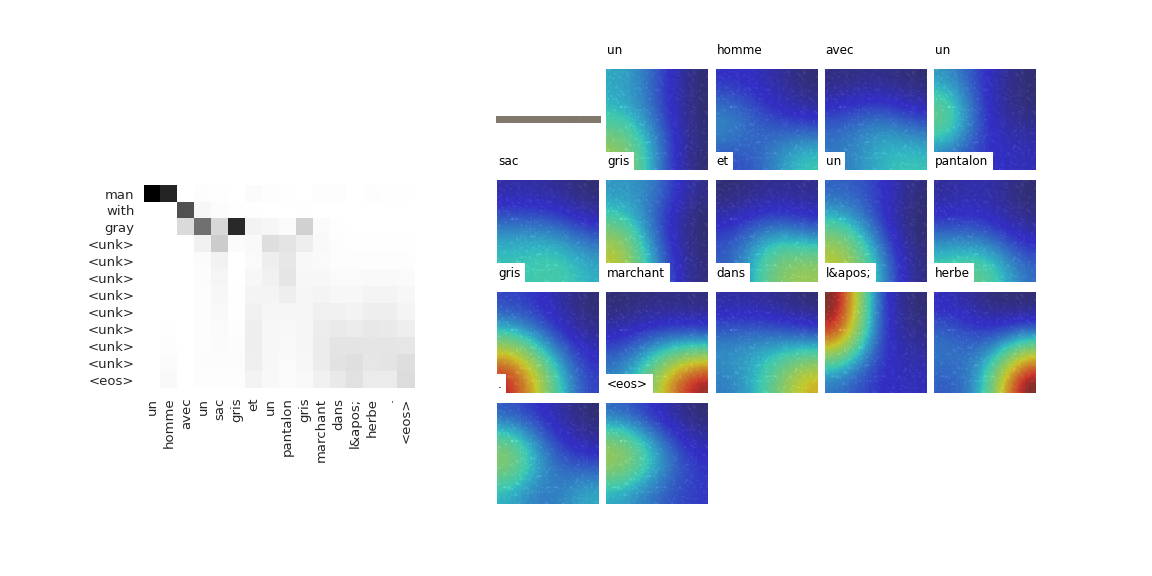 man
with
gray
<unk>
<unk>
<unk>
<unk>
<unk>
<unk>
<unk>
<unk>
<eos>
un
homme
avec
un
sac
gris
et
un
pantalon
gris
marchant
dans
l&apos;
herbe
.
<eos>
un homme avec un
sac gris et un pantalon
gris marchant dans l&apos; herbe
. <eos>